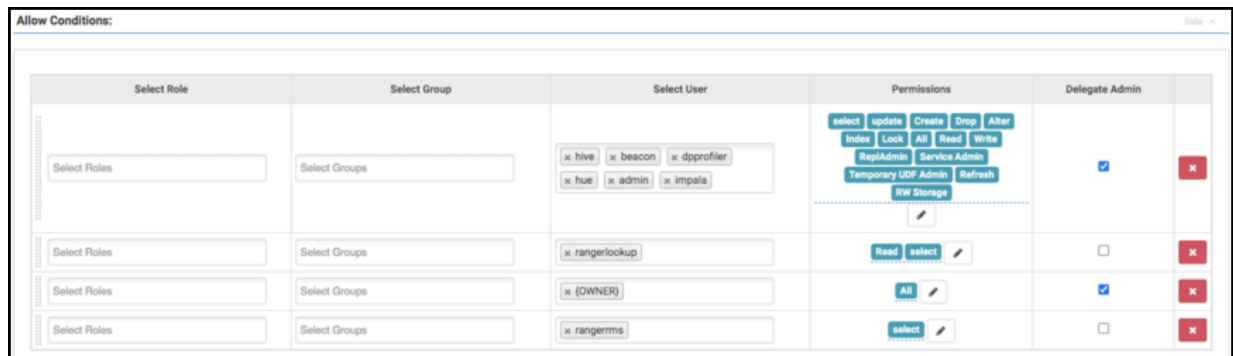 Allow Conditions:
hide
Select Role Select Group Select User Permissions Delegate Admin
Select Roles Select Groups
× hive × beacon × dpprofiler
× hue × admin × impala
select update Create Drop Alter
Index Lock All Read Write
ReplAdmin Service Admin
Temporary UDF Admin Refresh
RW Storage
Select Roles Select Groups × rangerlookup Read select
Select Roles Select Groups × {OWNER} All
Select Roles Select Groups × rangerrms select